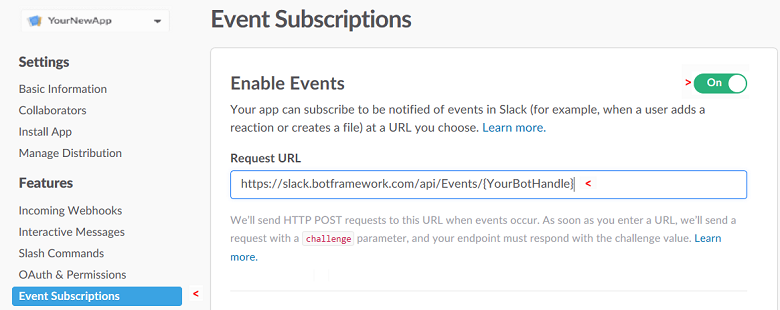 YourNewApp
Settings
Basic Information
Collaborators
Install App
Manage Distribution
Features
Incoming Webhooks
Interactive Messages
Slash Commands
OAuth & Permissions
Event Subscriptions <
Event Subscriptions
Enable Events > On
Your app can subscribe to be notified of events in Slack (for example, when a user adds a
reaction or creates a file) at a URL you choose. Learn more.
Request URL
https://slack.botframework.com/api/Events/{YourBotHandle} <
We'll send HTTP POST requests to this URL when events occur. As soon as you enter a URL, we'll send a
request with a challenge parameter, and your endpoint must respond with the challenge value. Learn
more.